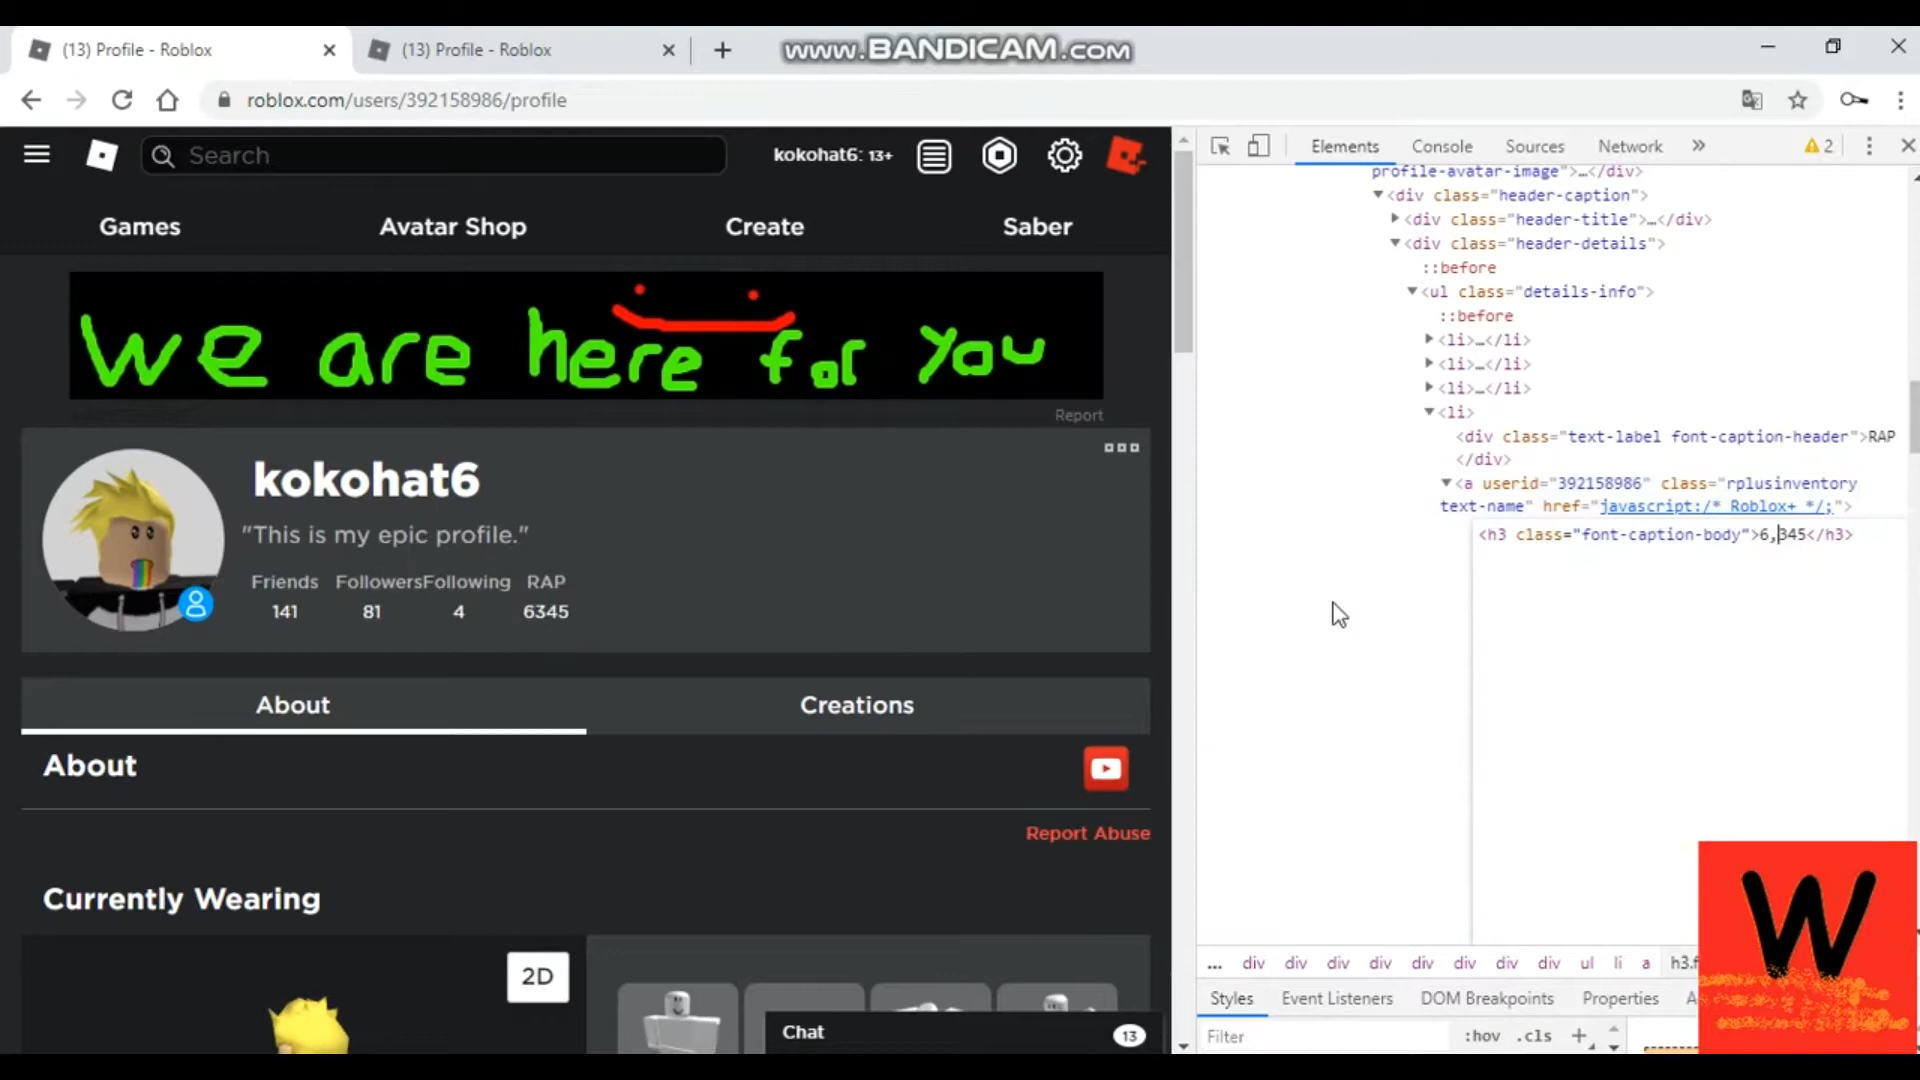 (13) Profile - Roblox
(13) Profile - Roblox
www.BANDICAM.com
roblox.com/users/392158986/profile
Search
kokohat6: 13+
Games
Avatar Shop
Create
Saber
We are here for you
Report
kokohat6
"This is my epic profile."
Friends
Followers
Following
RAP
141
81
4
6345
About
Creations
About
Report Abuse
Currently Wearing
2D
Chat
13
Elements
Console
Sources
Network
2
profile-avatar-image">…</div>
<div class="header-caption">
<div class="header-title">…</div>
<div class="header-details">
::before
<ul class="details-info">
::before
<li>…</li>
<li>…</li>
<li>…</li>
<li>
<div class="text-label font-caption-header">RAP
</div>
<a userid="392158986" class="rplusinventory
text-name" href="javascript:/* Roblox+ */;">
<h3 class="font-caption-body">6,345</h3>
... div div div div div div div div ul li a h3.f
Styles
Event Listeners
DOM Breakpoints
Properties
A
Filter
:hov .cls +
W